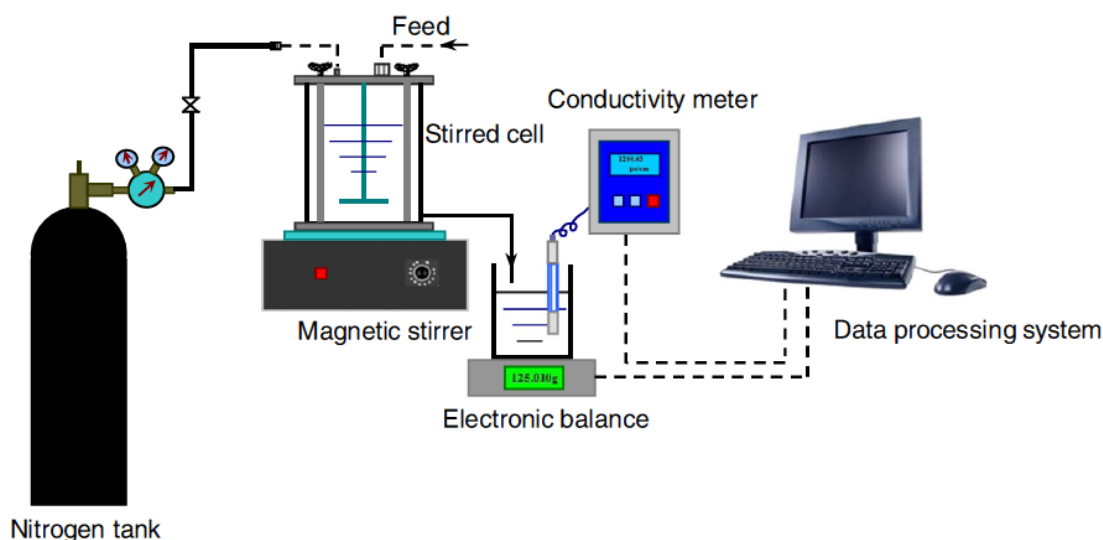 Feed
Conductivity meter
Stirred cell
Magnetic stirrer
Data processing system
125.010g
Electronic balance
Nitrogen tank